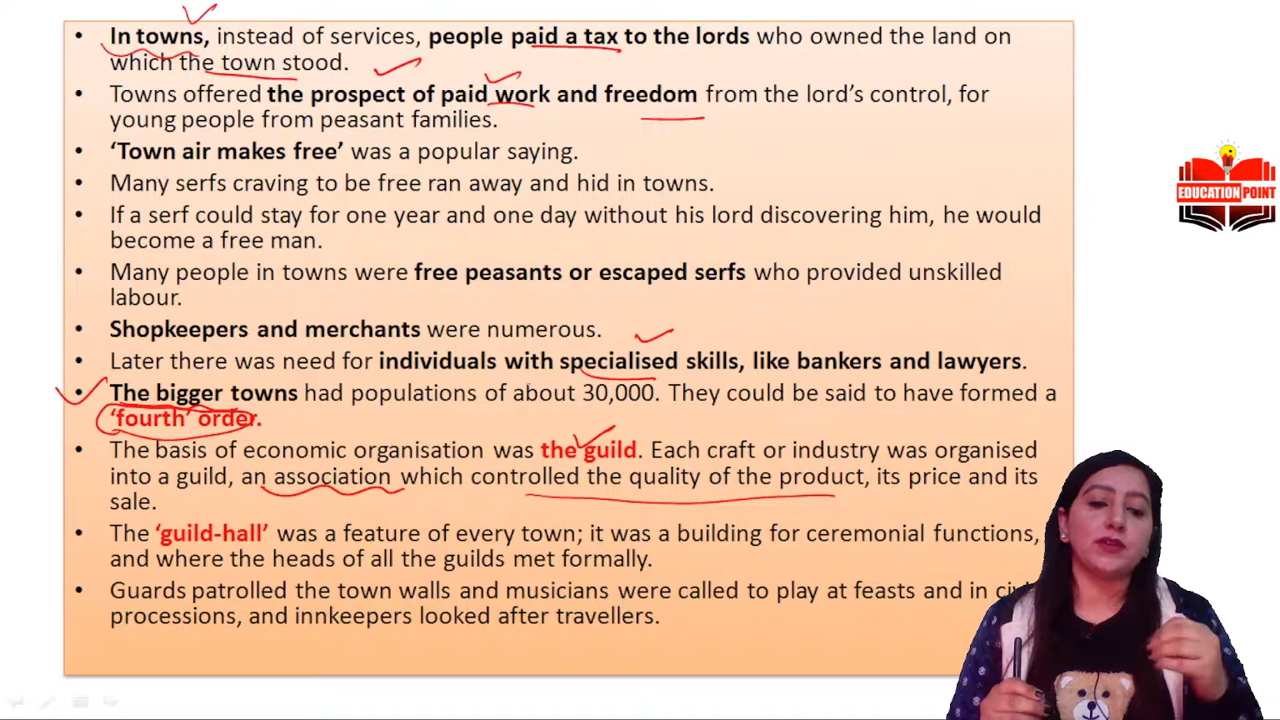 • In towns, instead of services, people paid a tax to the lords who owned the land on
which the town stood.
• Towns offered the prospect of paid work and freedom from the lord's control, for
young people from peasant families.
• 'Town air makes free' was a popular saying.
• Many serfs craving to be free ran away and hid in towns.
• If a serf could stay for one year and one day without his lord discovering him, he would
become a free man.
• Many people in towns were free peasants or escaped serfs who provided unskilled
labour.
• Shopkeepers and merchants were numerous.
• Later there was need for individuals with specialised skills, like bankers and lawyers.
• The bigger towns had populations of about 30,000. They could be said to have formed a
'fourth' order.
• The basis of economic organisation was the guild. Each craft or industry was organised
into a guild, an association which controlled the quality of the product, its price and its
sale.
• The 'guild-hall' was a feature of every town; it was a building for ceremonial functions,
and where the heads of all the guilds met formally.
• Guards patrolled the town walls and musicians were called to play at feasts and in
processions, and innkeepers looked after travellers.
EDUCATION POINT